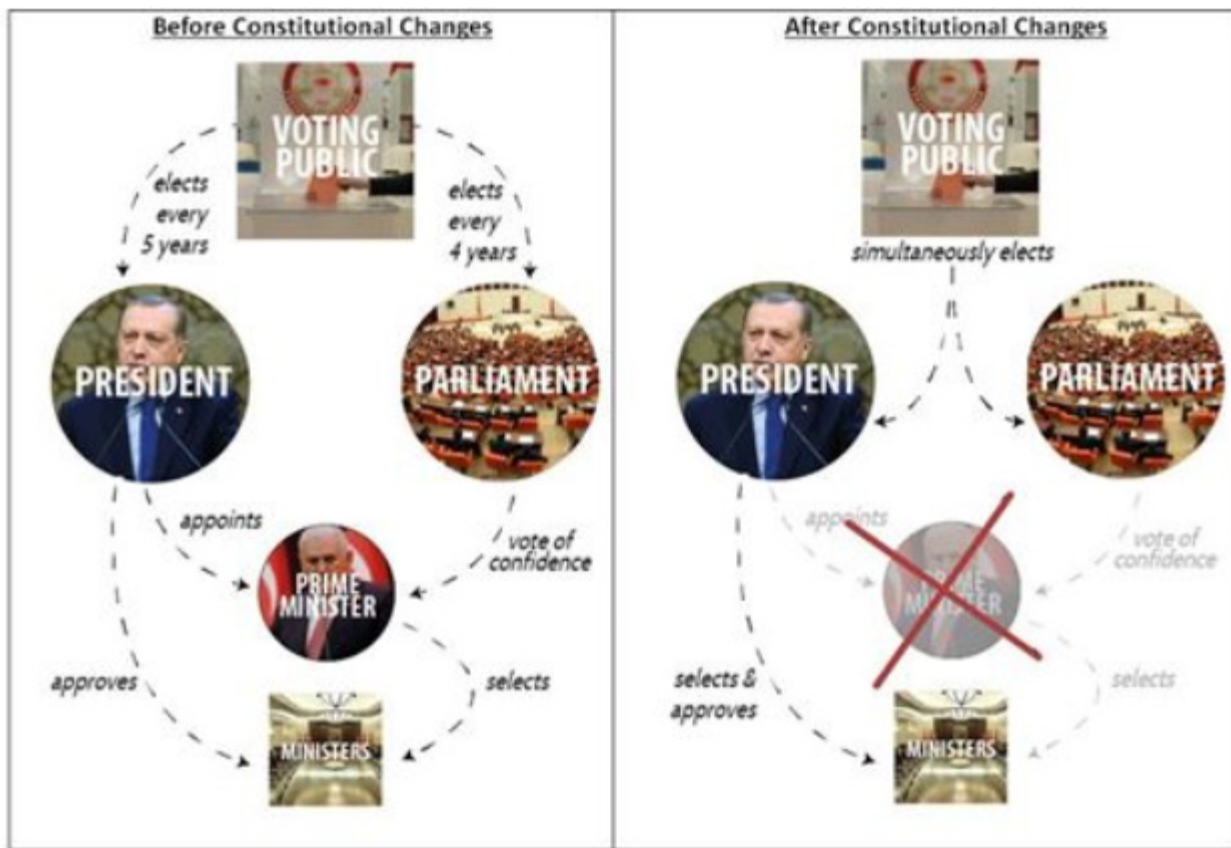 Before Constitutional Changes
VOTING
PUBLIC
elects
every
5 years
elects
every
4 years
PRESIDENT
PARLIAMENT
appoints
vote of
confidence
PRIME
MINISTER
approves
selects
MINISTERS
After Constitutional Changes
VOTING
PUBLIC
simultaneously elects
PRESIDENT
PARLIAMENT
appoints
vote of
confidence
PRIME
MINISTER
selects &
approves
selects
MINISTERS